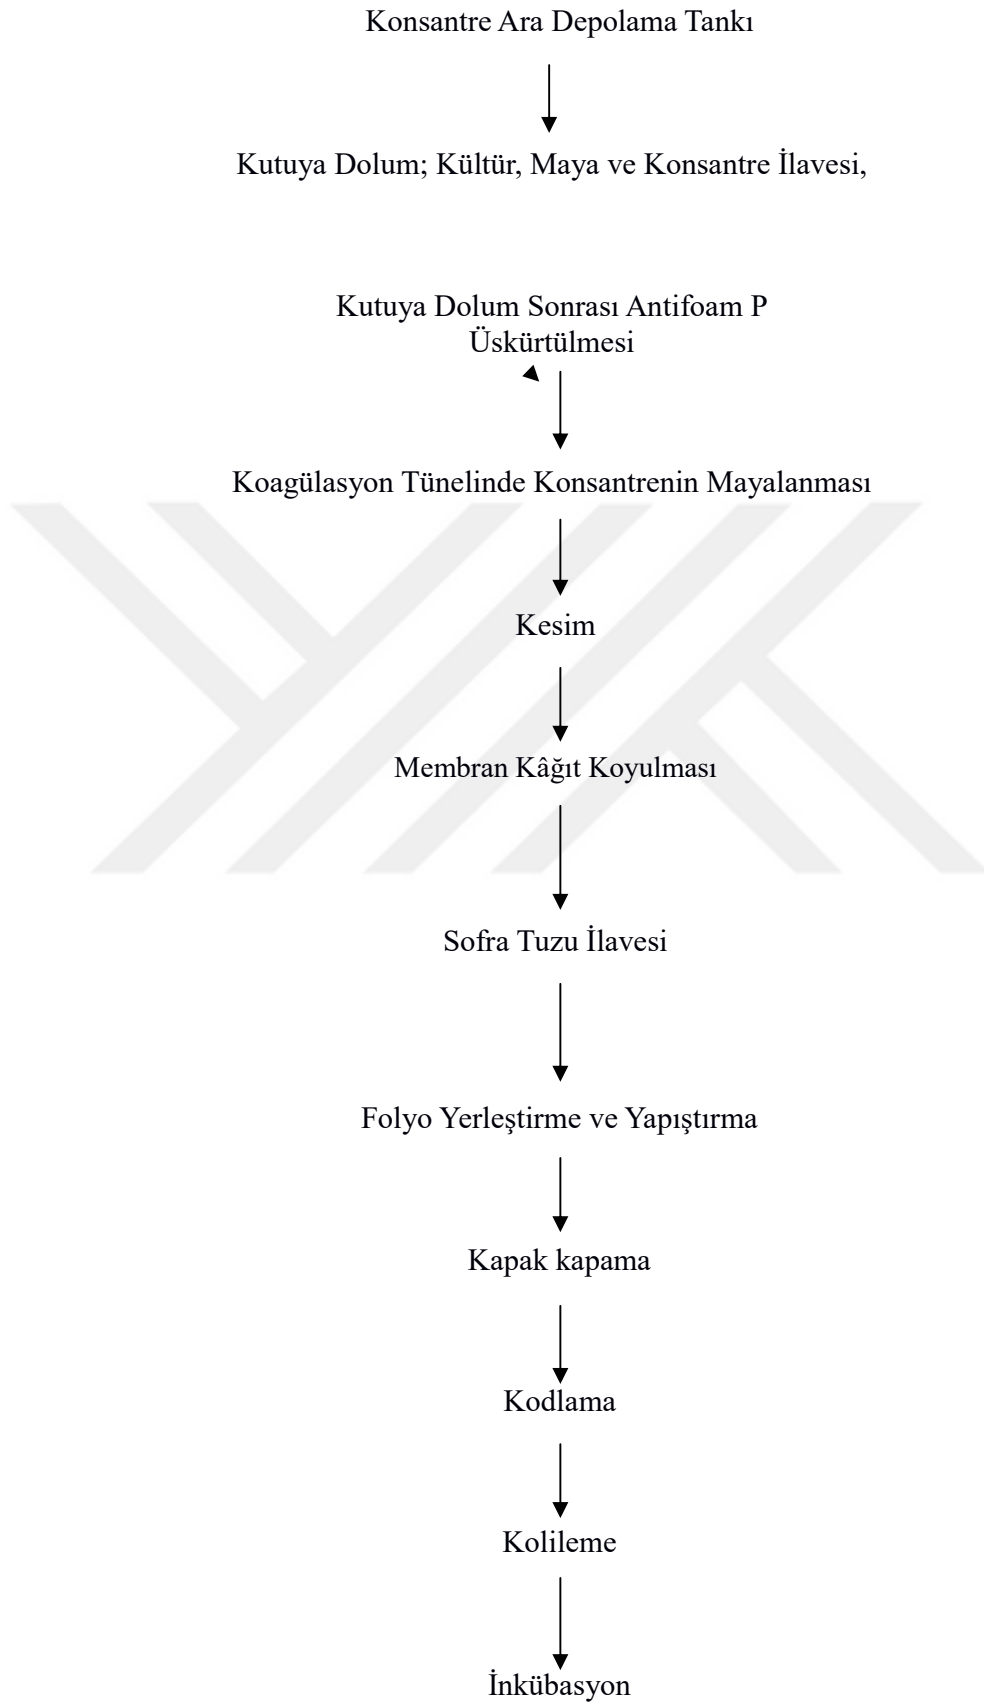 Konsantre Ara Depolama Tankı
Kutuya Dolum; Kültür, Maya ve Konsantre İlavesi,
Kutuya Dolum Sonrası Antifoam P
Üskürtülmesi
Koagülasyon Tünelinde Konsantrenin Mayalanması
Kesim
Membran Kâğıt Koyulması
Sofra Tuzu İlavesi
Folyo Yerleştirme ve Yapıştırma
Kapak kapama
Kodlama
Kolileme
İnkübasyon